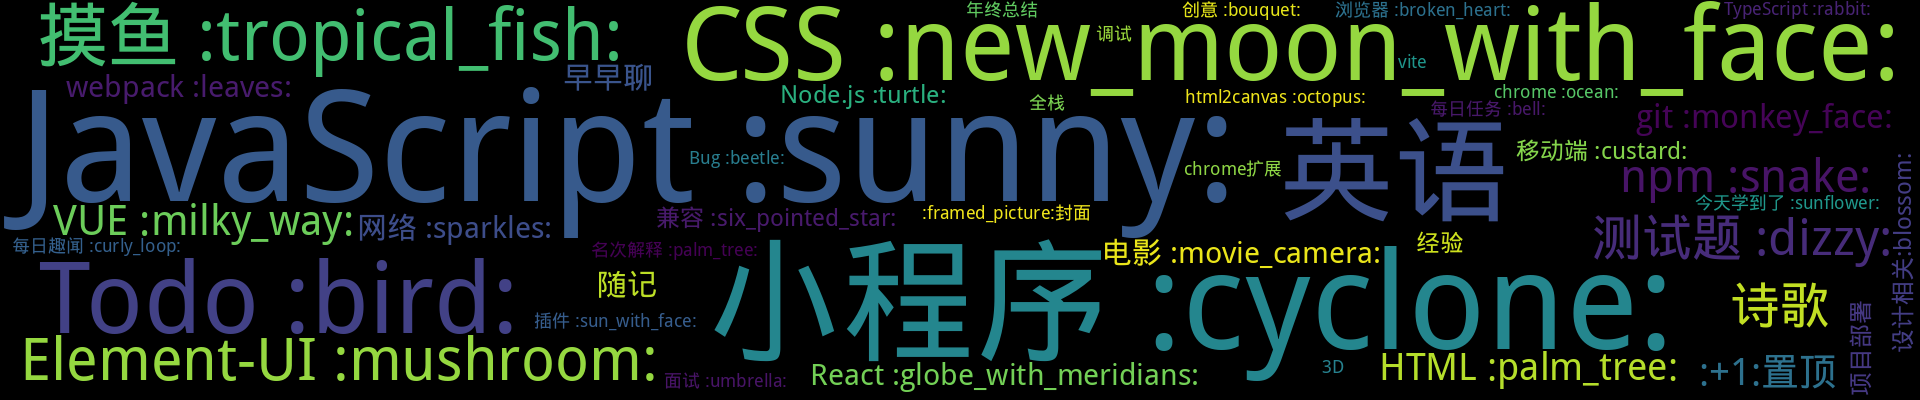 摸鱼 :tropical_fish:
CSS :new_moon_with_face:
年终总结
调试
创意 :bouquet:
浏览器 :broken_heart:
TypeScript :rabbit:
vite
webpack :leaves:
早早聊
Node.js :turtle:
全栈
html2canvas :octopus:
chrome :ocean:
每日任务 :bell:
git :monkey_face:
JavaScript :sunny:
英语
Bug :beetle:
chrome扩展
移动端 :custard:
npm :snake:
今天学到了 :sunflower:
VUE :milky_way:
网络 :sparkles:
兼容 :six_pointed_star:
:framed_picture:封面
测试题 :dizzy:
每日趣闻 :curly_loop:
名次解释 :palm_tree:
电影 :movie_camera:
经验
设计相关:blossom:
Todo :bird:
随记
小程序 :cyclone:
诗歌
插件 :sun_with_face:
项目部署
Element-UI :mushroom:
面试 :umbrella:
React :globe_with_meridians:
3D
HTML :palm_tree:
:+1:置顶